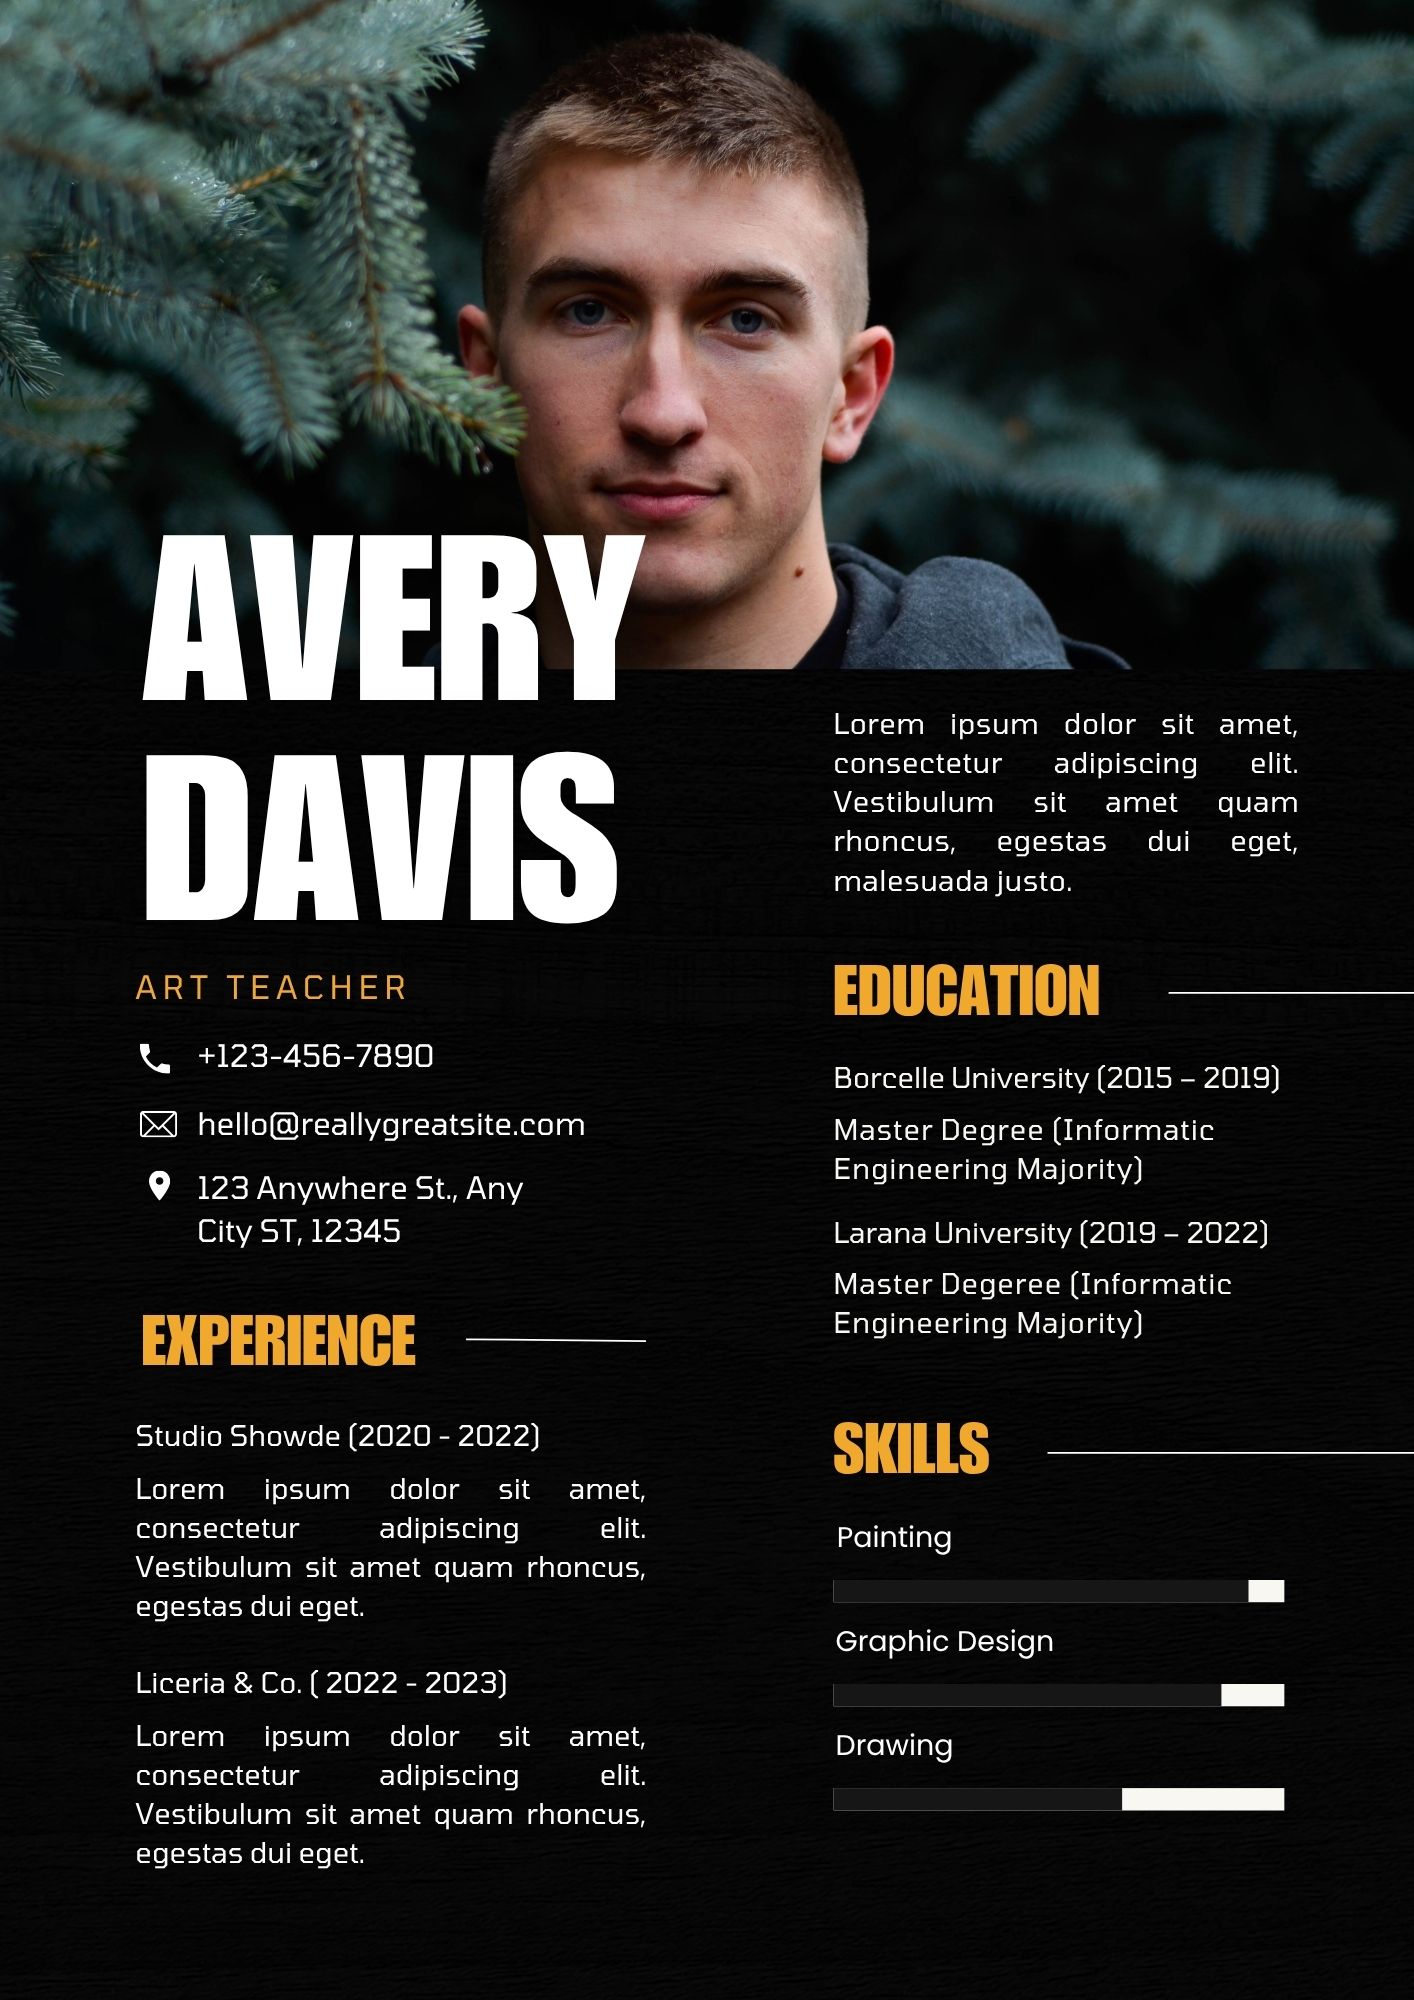 AVERY
DAVIS
ART TEACHER
+123-456-7890
hello@reallygreatsite.com
123 Anywhere St., Any
City ST, 12345
EXPERIENCE
Studio Showde (2020 - 2022)
Lorem ipsum dolor sit amet,
consectetur adipiscing elit.
Vestibulum sit amet quam rhoncus,
egestas dui eget.
Liceria & Co. ( 2022 - 2023)
Lorem ipsum dolor sit amet,
consectetur adipiscing elit.
Vestibulum sit amet quam rhoncus,
egestas dui eget.
Lorem ipsum dolor sit amet,
consectetur adipiscing elit.
Vestibulum sit amet quam
rhoncus, egestas dui eget,
malesuada justo.
EDUCATION
Borcelle University (2015 – 2019)
Master Degree (Informatic
Engineering Majority)
Larana University (2019 – 2022)
Master Degeree (Informatic
Engineering Majority)
SKILLS
Painting
Graphic Design
Drawing